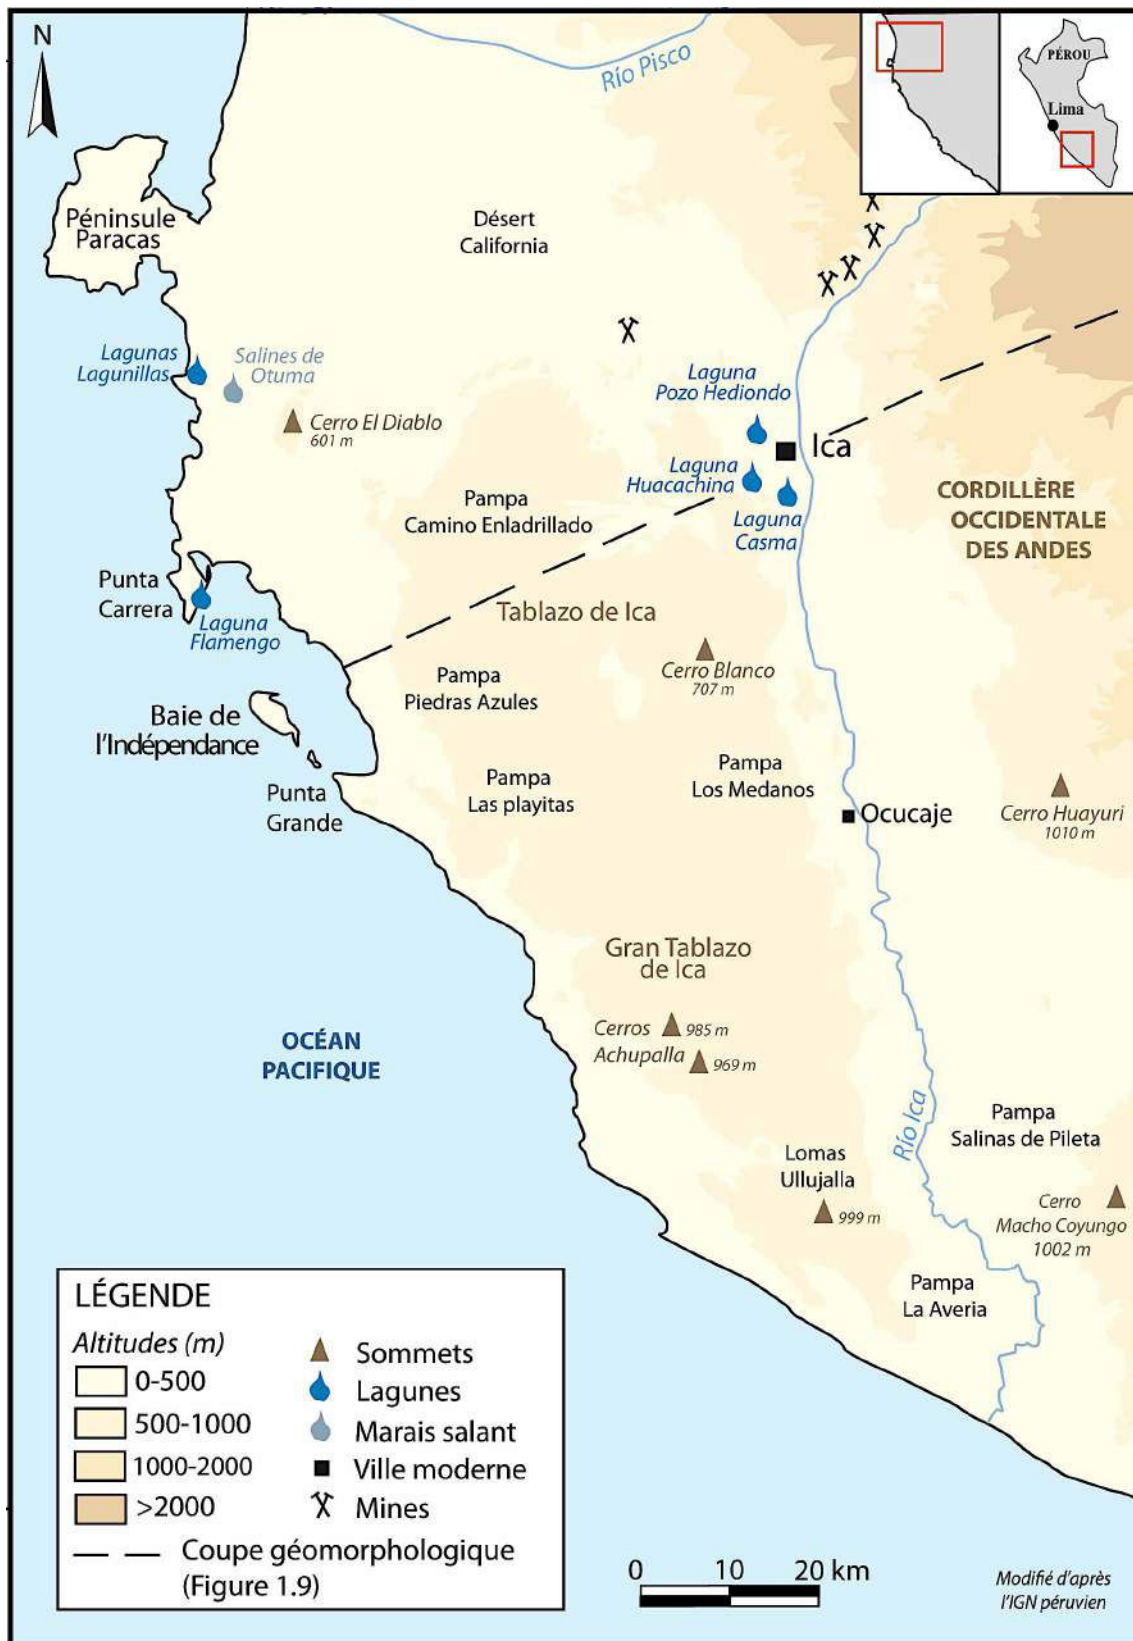 N
Río Pisco
PÉROU
Lima
Péninsule
Paracas
Désert
California
Lagunas
Lagunillas
Salines de
Otuma
Cerro El Diablo
601 m
Laguna
Pozo Hediondo
Ica
Laguna
Huacachina
Laguna
Casma
Pampa
Camino Enladrillado
CORDILLÈRE
OCCIDENTALE
DES ANDES
Punta
Carrera
Laguna
Flamengo
Tablazo de Ica
Cerro Blanco
707 m
Pampa
Piedras Azules
Baie de
l'Indépendance
Pampa
Las playitas
Pampa
Los Medanos
Punta
Grande
Ocucaje
Cerro Huayuri
1010 m
Gran Tablazo
de Ica
Cerros
Achupalla
985 m
969 m
OCÉAN
PACIFIQUE
Río Ica
Pampa
Salinas de Pileta
Lomas
Ullujalla
999 m
Cerro
Macho Coyungo
1002 m
Pampa
La Averia
LÉGENDE
Altitudes (m)
0-500
500-1000
1000-2000
>2000
Sommets
Lagunes
Marais salant
Ville moderne
Mines
Coupe géomorphologique
(Figure 1.9)
0 10 20 km
Modifié d'après
l'IGN péruvien